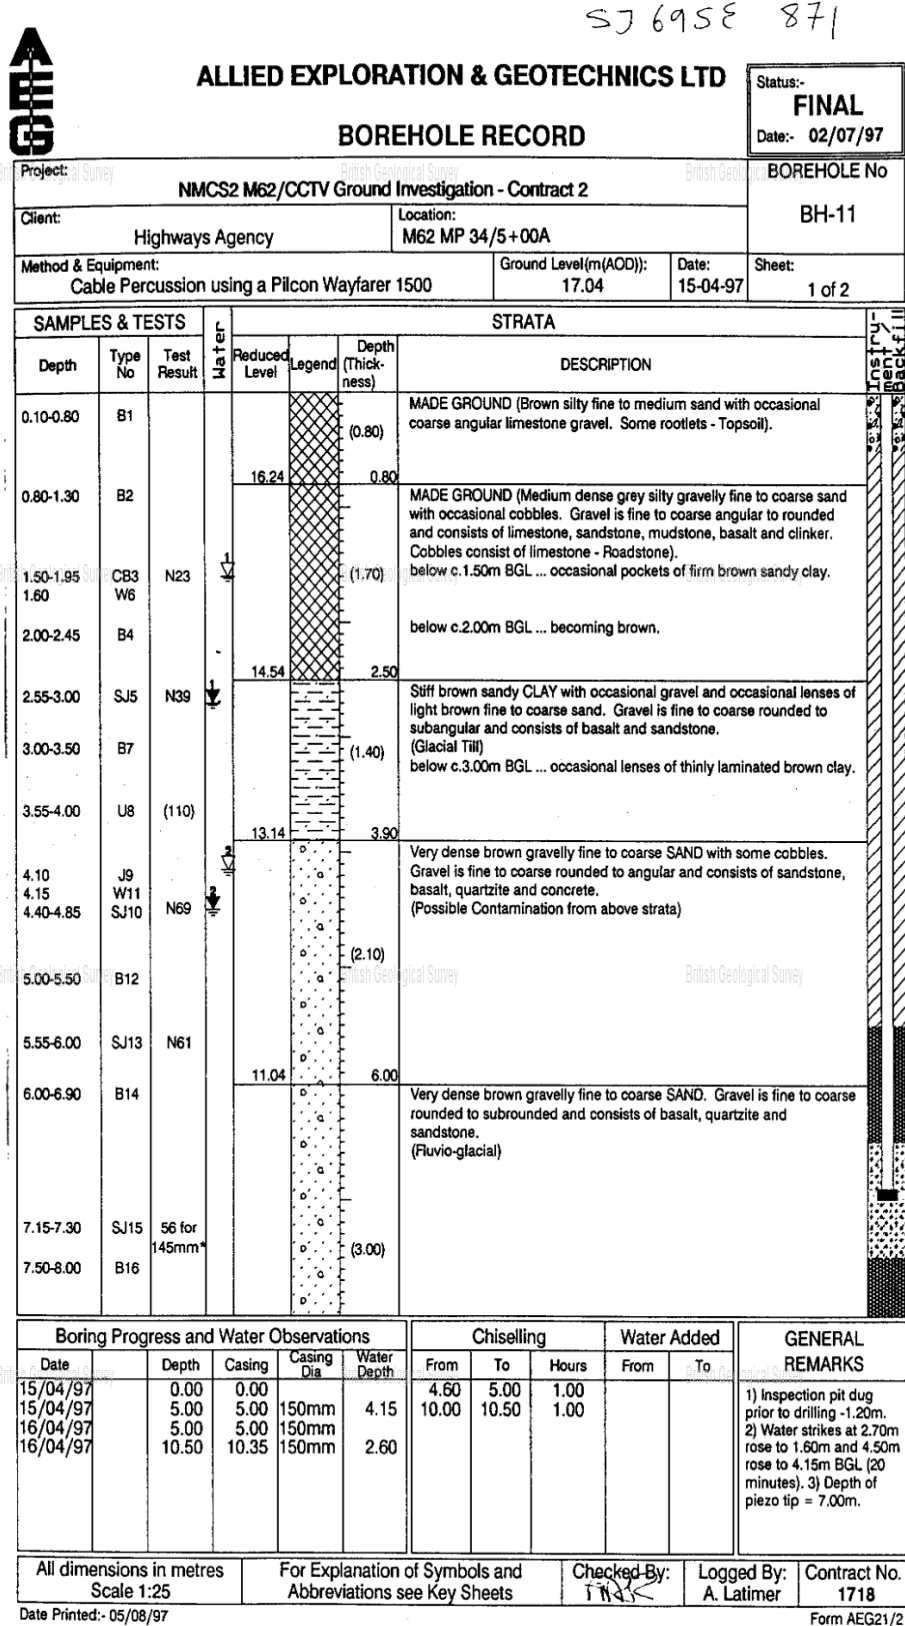 SJ 69SE 871
AEG
ALLIED EXPLORATION & GEOTECHNICS LTD
BOREHOLE RECORD
Status:-
FINAL
Date:- 02/07/97
Project:
NMCS2 M62/CCTV Ground Investigation - Contract 2
BOREHOLE No
BH-11
Client:
Highways Agency
Location:
M62 MP 34/5+00A
Method & Equipment:
Cable Percussion using a Pilcon Wayfarer 1500
Ground Level(m(AOD)):
17.04
Date:
15-04-97
Sheet:
1 of 2
SAMPLES & TESTS
Water
STRATA
Instru-
ment/
Backfill
Depth Type No Test Result
Reduced Level Legend Depth (Thick-ness) DESCRIPTION
0.10-0.80 B1
(0.80)
MADE GROUND (Brown silty fine to medium sand with occasional
coarse angular limestone gravel. Some rootlets - Topsoil).
16.24 0.80
0.80-1.30 B2
MADE GROUND (Medium dense grey silty gravelly fine to coarse sand
with occasional cobbles. Gravel is fine to coarse angular to rounded
and consists of limestone, sandstone, mudstone, basalt and clinker.
Cobbles consist of limestone - Roadstone).
1.50-1.95 CB3 N23 1 (1.70) below c.1.50m BGL ... occasional pockets of firm brown sandy clay.
1.60 W6
2.00-2.45 B4 below c.2.00m BGL ... becoming brown.
14.54 2.50
2.55-3.00 SJ5 N39 1
Stiff brown sandy CLAY with occasional gravel and occasional lenses of
light brown fine to coarse sand. Gravel is fine to coarse rounded to
subangular and consists of basalt and sandstone.
(Glacial Till)
3.00-3.50 B7 (1.40)
below c.3.00m BGL ... occasional lenses of thinly laminated brown clay.
3.55-4.00 U8 (110)
13.14 3.90
2
Very dense brown gravelly fine to coarse SAND with some cobbles.
Gravel is fine to coarse rounded to angular and consists of sandstone,
basalt, quartzite and concrete.
(Possible Contamination from above strata)
4.10 J9
4.15 W11 2
4.40-4.85 SJ10 N69
(2.10)
5.00-5.50 B12
5.55-6.00 SJ13 N61
11.04 6.00
6.00-6.90 B14
Very dense brown gravelly fine to coarse SAND. Gravel is fine to coarse
rounded to subrounded and consists of basalt, quartzite and
sandstone.
(Fluvio-glacial)
7.15-7.30 SJ15 56 for
145mm*
(3.00)
7.50-8.00 B16
British Geological Survey
British Geological Survey
British Geological Survey
Boring Progress and Water Observations
Chiselling
Water Added
GENERAL
REMARKS
Date Depth Casing Casing Dia Water Depth From To Hours From To
15/04/97 0.00 0.00 4.60 5.00 1.00
15/04/97 5.00 5.00 150mm 4.15 10.00 10.50 1.00
16/04/97 5.00 5.00 150mm
16/04/97 10.50 10.35 150mm 2.60
1) Inspection pit dug
prior to drilling -1.20m.
2) Water strikes at 2.70m
rose to 1.60m and 4.50m
rose to 4.15m BGL (20
minutes). 3) Depth of
piezo tip = 7.00m.
All dimensions in metres
Scale 1:25
For Explanation of Symbols and
Abbreviations see Key Sheets
Checked By:
Logged By:
A. Latimer
Contract No.
1718
Date Printed:- 05/08/97
Form AEG21/2